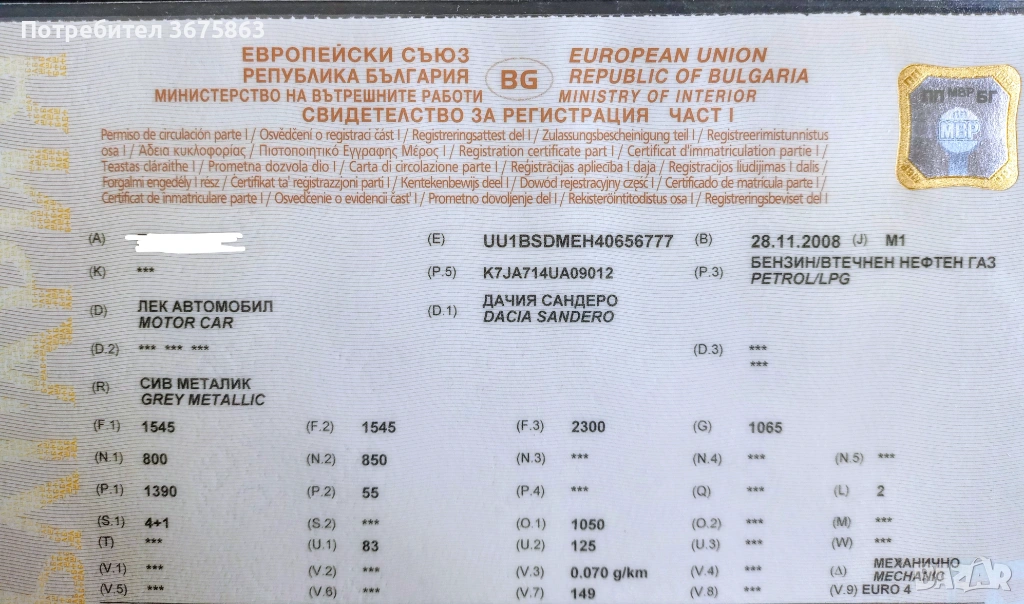 Потребител 3675863
ЕВРОПЕЙСКИ СЪЮЗ EUROPEAN UNION
РЕПУБЛИКА БЪЛГАРИЯ BG REPUBLIC OF BULGARIA
МИНИСТЕРСТВО НА ВЪТРЕШНИТЕ РАБОТИ MINISTRY OF INTERIOR
СВИДЕТЕЛСТВО ЗА РЕГИСТРАЦИЯ ЧАСТ I
ПП МВР БГ
МВР
Permiso de circulación parte I / Osvědčení o registraci část I / Registreringsattest del I / Zulassungsbescheinigung teil I / Registreerimistunnistus
osa I / Άδεια κυκλοφορίας / Πιστοποιητικό Εγγραφής Μέρος I / Registration certificate part I / Certificat d'immatriculation partie I /
Teastas cláraithe I / Prometna dozvola dio I / Carta di circolazione parte I / Reģistrācijas apliecība I daļa / Registracijos liudijimas I dalis
Forgalmi engedély I rész / Certifikat ta' reġistrazzjoni parti I / Kentekenbewijs deel I / Dowód rejestracyjny część I / Certificado de matrícula parte I /
Certificat de inmatriculare parte I / Osvedčenie o evidencii časť I / Prometno dovoljenje del I / Rekisteröintitodistus osa I / Registreringsbeviset del I
(A) (E) UU1BSDMEH40656777 (B) 28.11.2008 (J) M1
(K) *** (P.5) K7JA714UA09012 (P.3) БЕНЗИН/ВТЕЧНЕН НЕФТЕН ГАЗ
PETROL/LPG
(D) ЛЕК АВТОМОБИЛ (D.1) ДАЧИЯ САНДЕРО
MOTOR CAR DACIA SANDERO
(D.2) *** *** *** (D.3) ***
***
(R) СИВ МЕТАЛИК
GREY METALLIC
(F.1) 1545 (F.2) 1545 (F.3) 2300 (G) 1065
(N.1) 800 (N.2) 850 (N.3) *** (N.4) *** (N.5) ***
(P.1) 1390 (P.2) 55 (P.4) *** (Q) *** (L) 2
(S.1) 4+1 (S.2) *** (O.1) 1050 (O.2) *** (M) ***
(T) *** (U.1) 83 (U.2) 125 (U.3) *** (W) ***
(V.1) *** (V.2) *** (V.3) 0.070 g/km (V.4) *** (Δ) МЕХАНИЧНО
MECHANIC
(V.5) *** (V.6) *** (V.7) 149 (V.8) *** (V.9) EURO 4
BAZAR